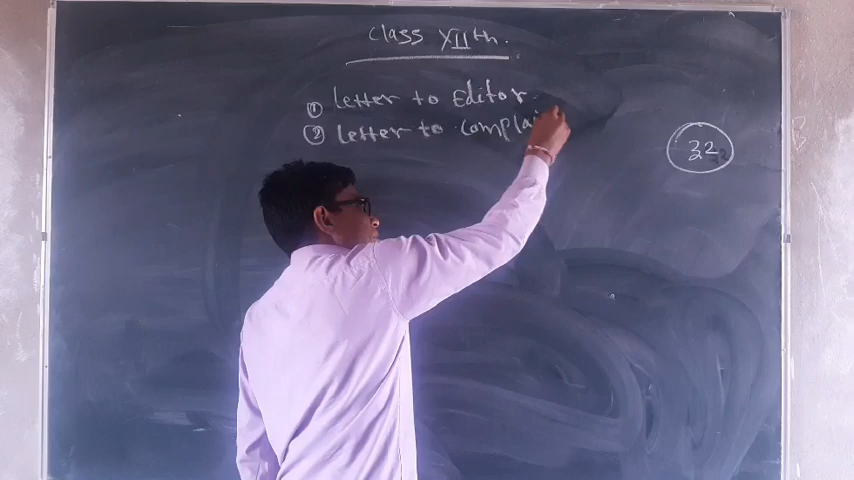 Class XIIth.
① letter to Editor.
② letter to complai
32